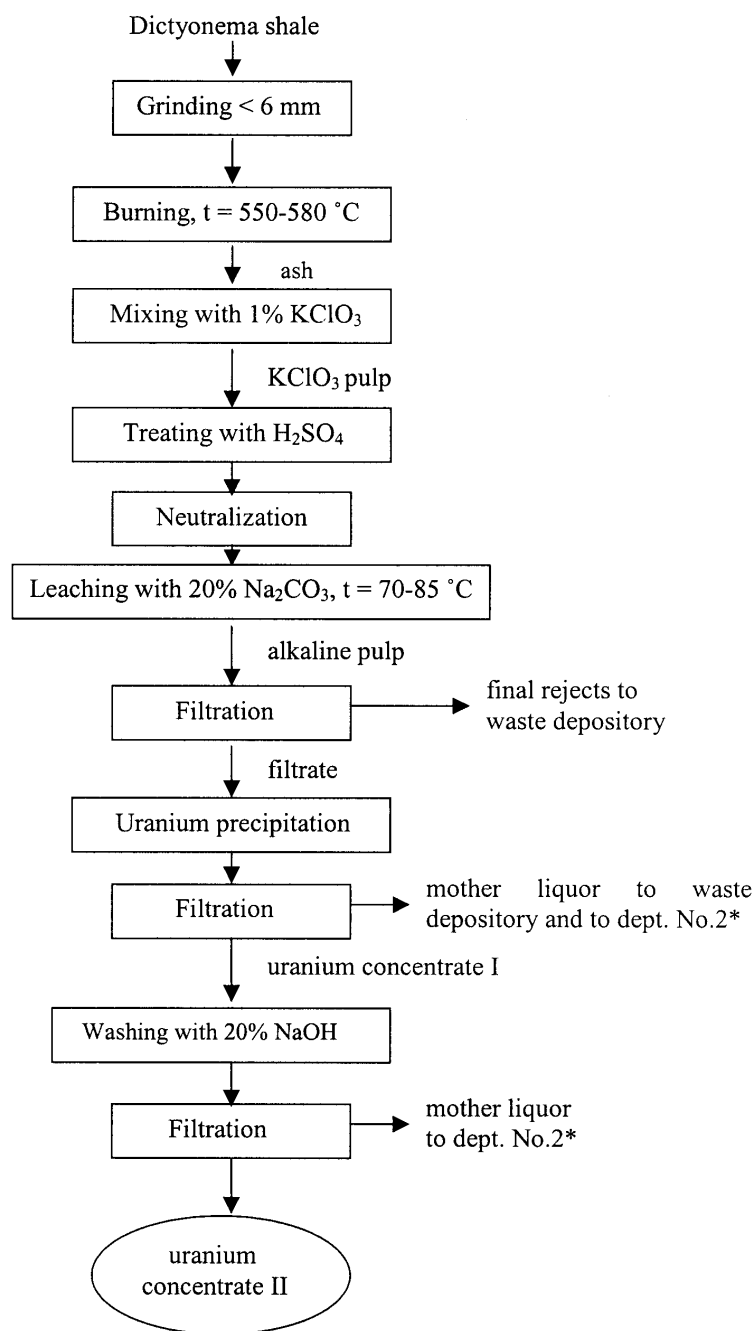 Dictyonema shale
Grinding < 6 mm
Burning, t = 550-580 ˚C
ash
Mixing with 1% KClO₃
KClO₃ pulp
Treating with H₂SO₄
Neutralization
Leaching with 20% Na₂CO₃, t = 70-85 ˚C
alkaline pulp
Filtration
final rejects to
waste depository
filtrate
Uranium precipitation
Filtration
mother liquor to waste
depository and to dept. No.2*
uranium concentrate I
Washing with 20% NaOH
Filtration
mother liquor
to dept. No.2*
uranium
concentrate II